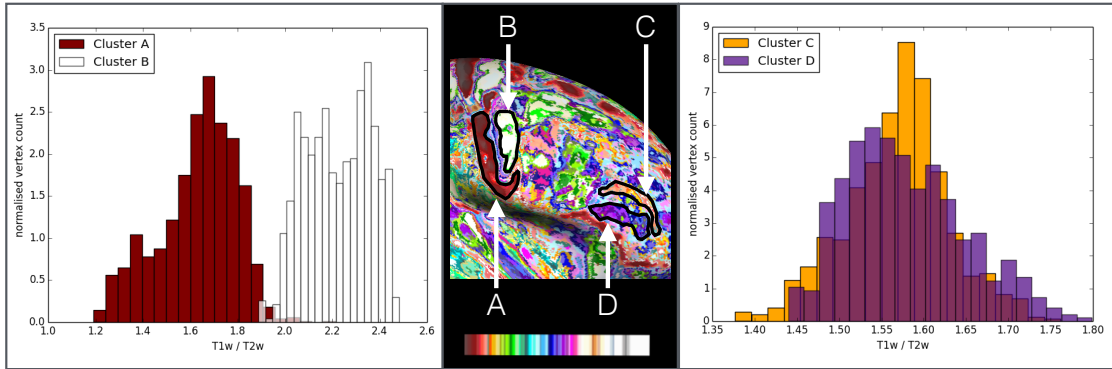 3.5
3.0
2.5
2.0
1.5
1.0
0.5
0.0
normalised vertex count
Cluster A
Cluster B
1.0 1.2 1.4 1.6 1.8 2.0 2.2 2.4 2.6
T1w / T2w
B
C
A
D
9
8
7
6
5
4
3
2
1
0
normalised vertex count
Cluster C
Cluster D
1.35 1.40 1.45 1.50 1.55 1.60 1.65 1.70 1.75 1.80
T1w / T2w